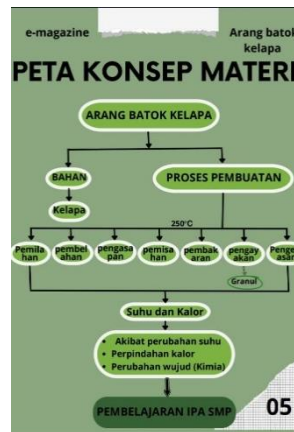 e-magazine
Arang batok
kelapa
PETA KONSEP MATERI
ARANG BATOK KELAPA
BAHAN
PROSES PEMBUATAN
Kelapa
250°C
Pemila
han
pembel
ahan
pengasa
pan
pemisa
han
pembak
aran
pengay
akan
Penge
asan
Granul
Suhu dan Kalor
• Akibat perubahan suhu
• Perpindahan kalor
• Perubahan wujud (Kimia)
PEMBELAJARAN IPA SMP
05